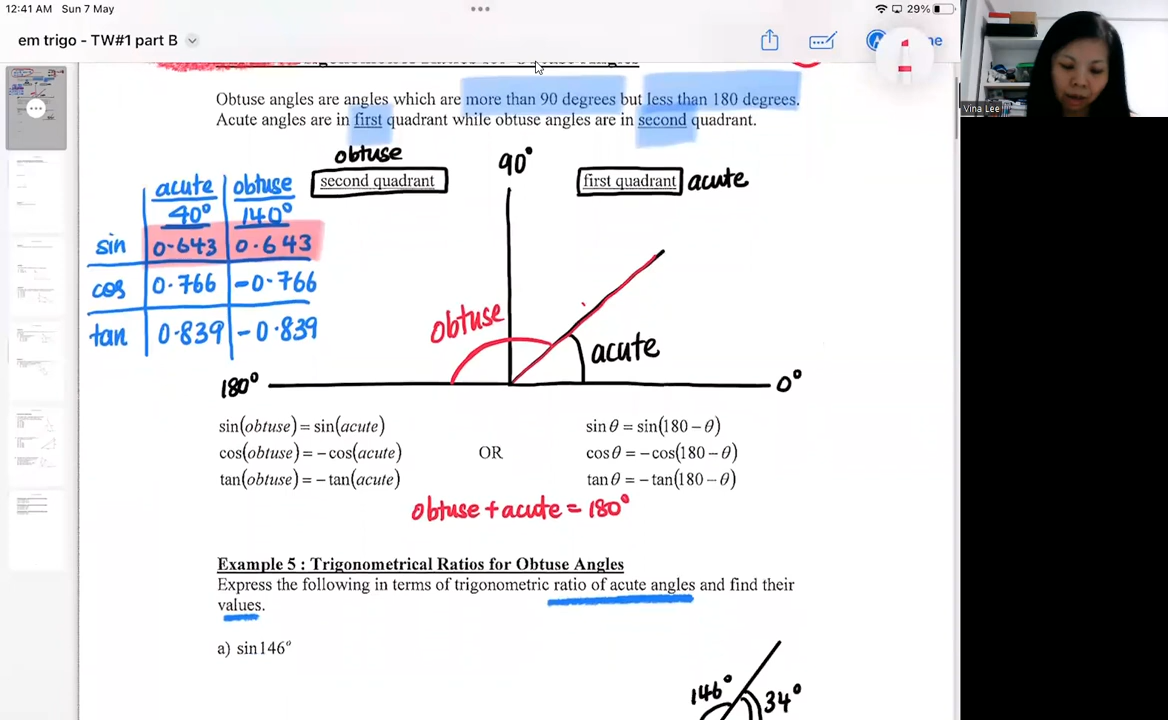 12:41 AM Sun 7 May
29%
em trigo - TW#1 part B
1
Vina Lee
Obtuse angles are angles which are more than 90 degrees but less than 180 degrees.
Acute angles are in first quadrant while obtuse angles are in second quadrant.
obtuse
second quadrant
90°
first quadrant acute
acute obtuse
40° 140°
sin 0.643 0.643
cos 0.766 -0.766
tan 0.839 -0.839
obtuse
acute
180°
0°
sin(obtuse) = sin(acute)
cos(obtuse) = − cos(acute)
tan(obtuse) = − tan(acute)
OR
sin θ = sin(180 − θ)
cos θ = −cos(180 − θ)
tan θ = − tan(180 − θ)
obtuse + acute = 180°
Example 5 : Trigonometrical Ratios for Obtuse Angles
Express the following in terms of trigonometric ratio of acute angles and find their
values.
a) sin146°
146° 34°